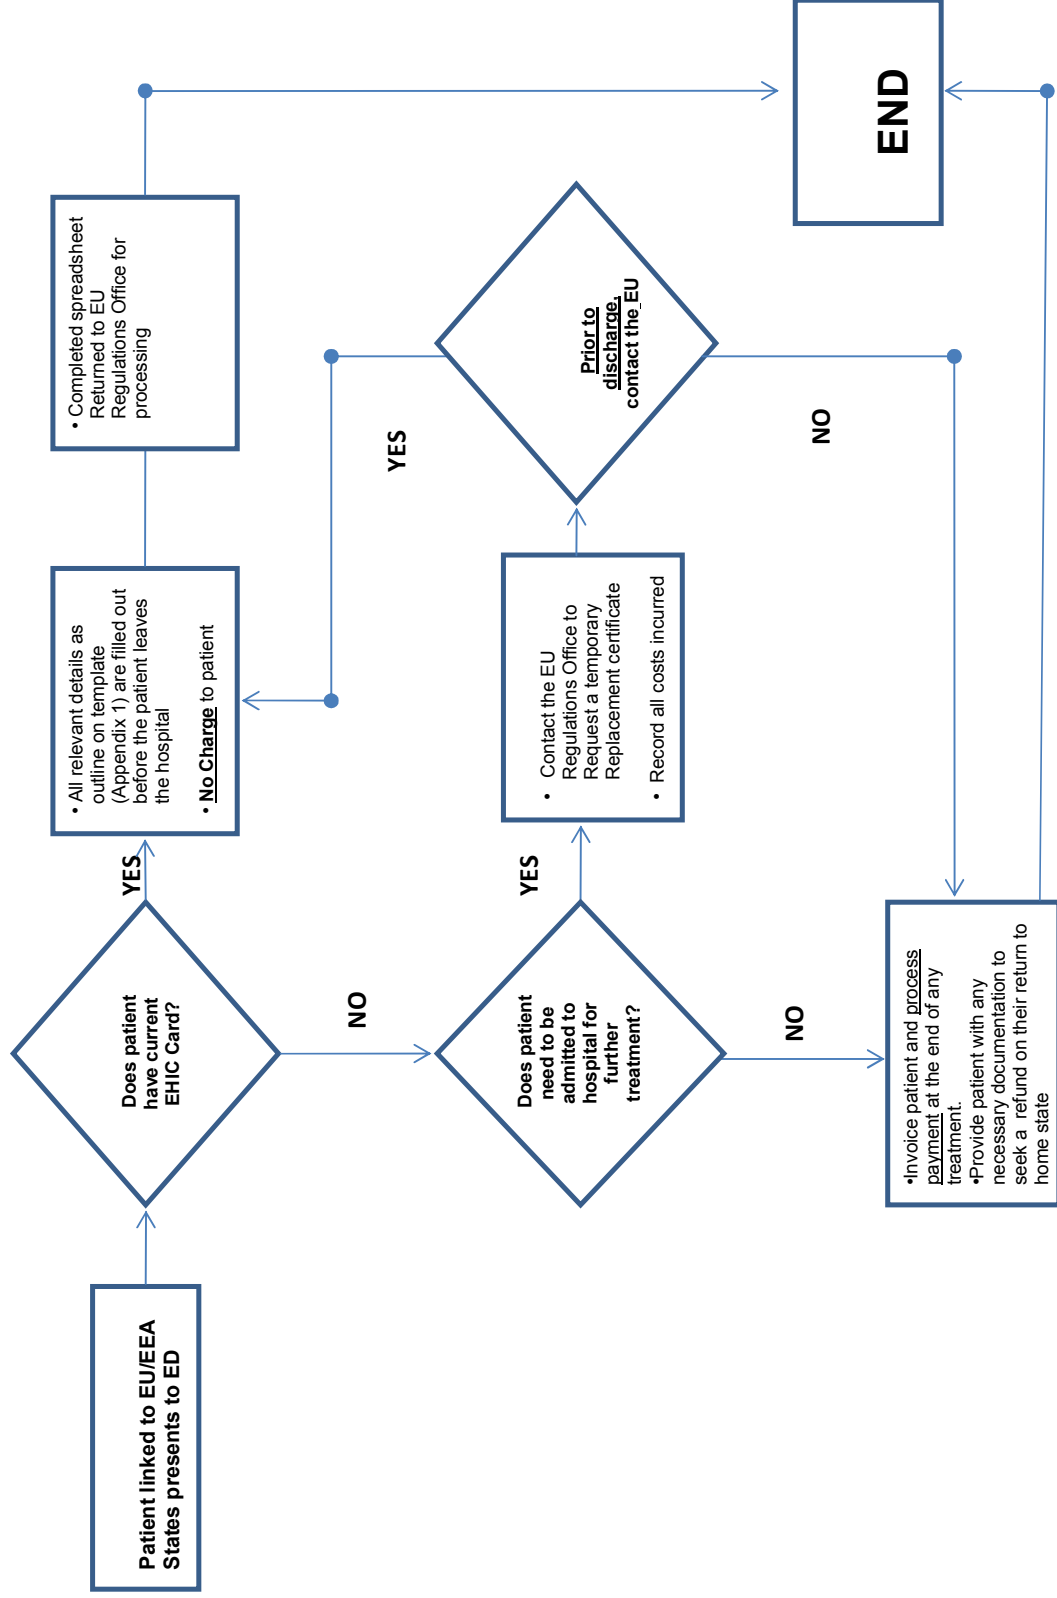 Patient linked to EU/EEA
States presents to ED
Does patient
have current
EHIC Card?
YES
• All relevant details as
outline on template
(Appendix 1) are filled out
before the patient leaves
the hospital
• No Charge to patient
• Completed spreadsheet
Returned to EU
Regulations Office for
processing
NO
Does patient
need to be
admitted to
hospital for
further
treatment?
YES
• Contact the EU
Regulations Office to
Request a temporary
Replacement certificate
• Record all costs incurred
YES
Prior to
discharge,
contact the EU
NO
NO
•Invoice patient and process
payment at the end of any
treatment.
•Provide patient with any
necessary documentation to
seek a refund on their return to
home state
END